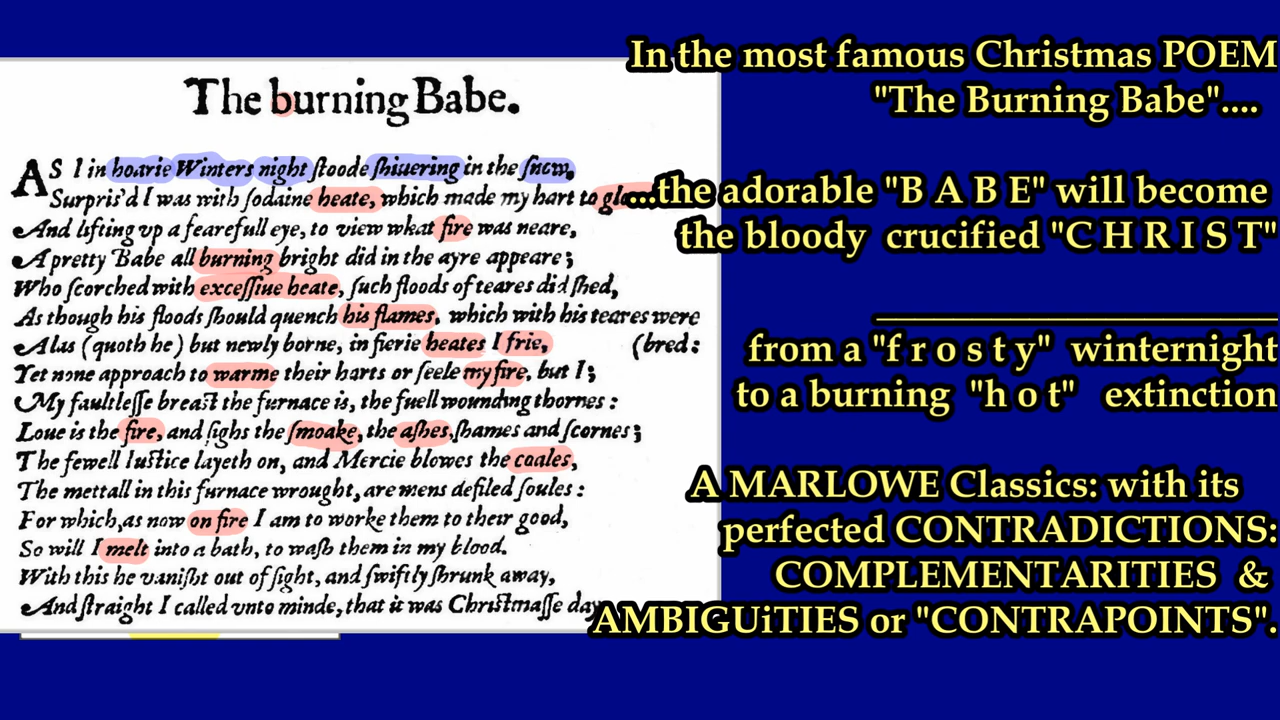 The burning Babe.
AS I in hoarie Winters night ſtoode ſhiuering in the ſnow,
Surpris'd I was with ſodaine heate, which made my hart to glo
And lifting vp a fearefull eye, to view what fire was neare,
A pretty Babe all burning bright did in the ayre appeare;
Who ſcorched with exceſſiue heate, ſuch floods of teares did ſhed,
As though his floods ſhould quench his flames, which with his teares were
Alas (quoth he) but newly borne, in fierie heates I frie, (bred:
Yet none approach to warme their harts or feele my fire, but I;
My faultleſſe breaſt the furnace is, the fuell wounding thornes:
Loue is the fire, and ſighs the ſmoake, the aſhes, ſhames and ſcornes;
The fewell Iuſtice layeth on, and Mercie blowes the coales,
The mettall in this furnace wrought, are mens defiled ſoules:
For which, as now on fire I am to worke them to their good,
So will I melt into a bath, to waſh them in my blood.
With this he vaniſht out of ſight, and ſwiftly ſhrunk away,
And ſtraight I called vnto minde, that it was Chriſtmaſſe day
In the most famous Christmas POEM
"The Burning Babe"....
...the adorable "B A B E" will become
the bloody crucified "C H R I S T"
from a "f r o s t y" winternight
to a burning "h o t" extinction
A MARLOWE Classics: with its
perfected CONTRADICTIONS:
COMPLEMENTARITIES &
AMBIGUiTIES or "CONTRAPOINTS".